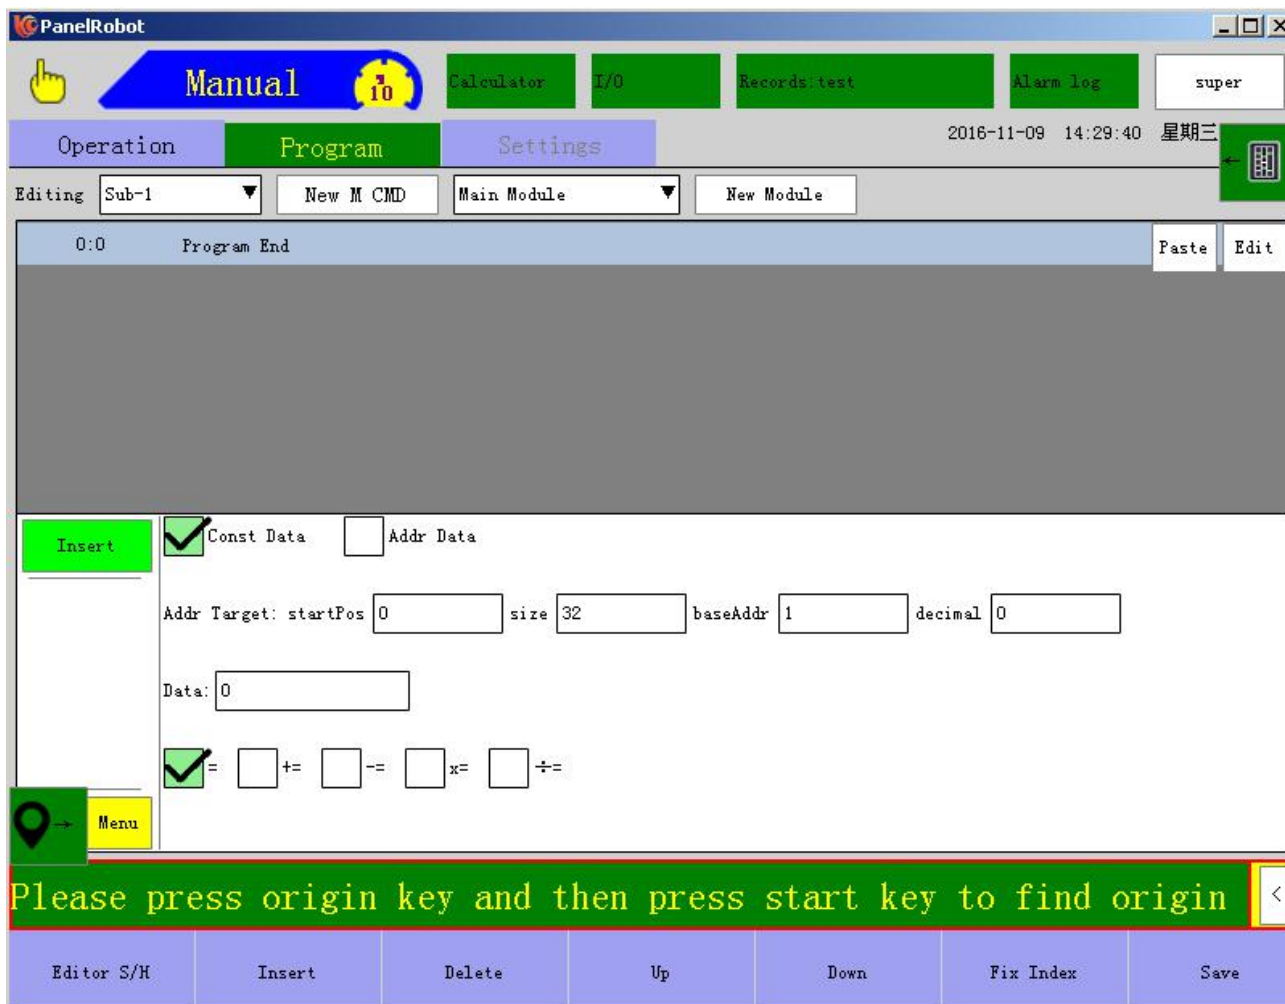 PanelRobot
Manual
10
Calculator
I/O
Records:test
Alarm log
super
Operation
Program
Settings
2016-11-09 14:29:40 星期三
Editing
Sub-1
New M CMD
Main Module
New Module
0:0 Program End
Paste
Edit
Insert
Const Data
Addr Data
Addr Target: startPos 0 size 32 baseAddr 1 decimal 0
Data: 0
= += -= x= ÷=
Menu
Please press origin key and then press start key to find origin
<
Editor S/H
Insert
Delete
Up
Down
Fix Index
Save